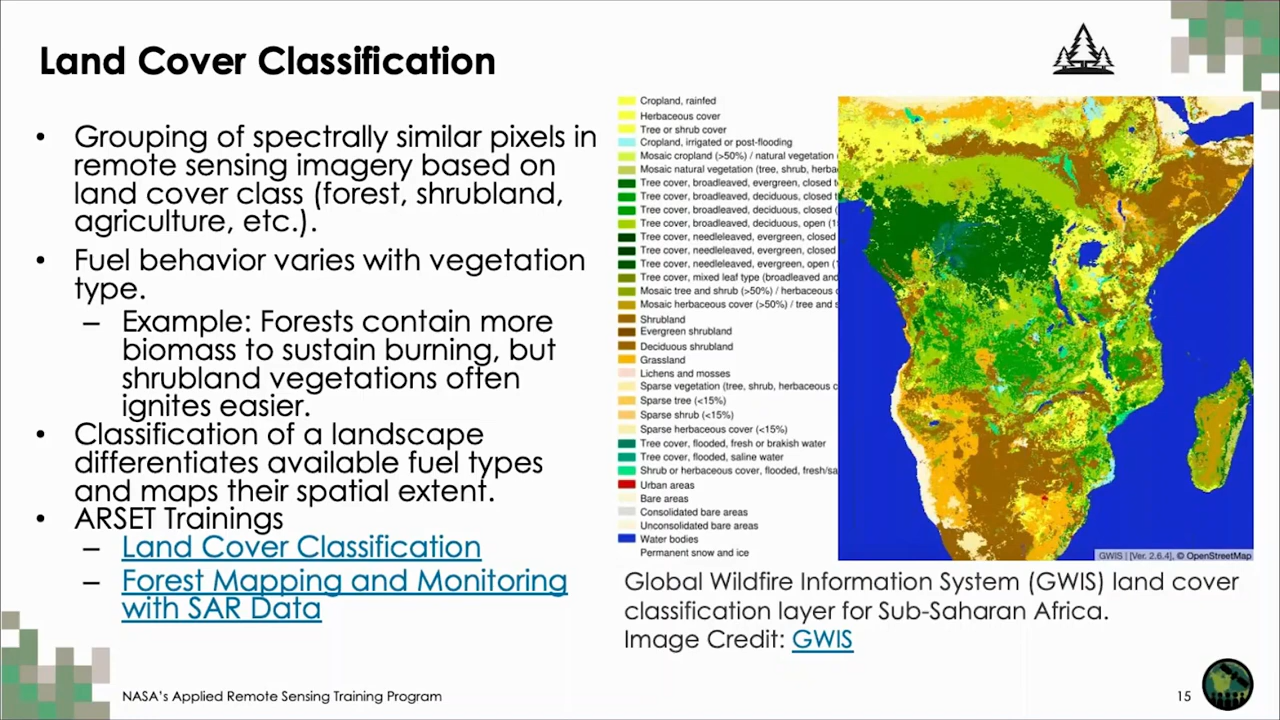 Land Cover Classification
• Grouping of spectrally similar pixels in
remote sensing imagery based on
land cover class (forest, shrubland,
agriculture, etc.).
• Fuel behavior varies with vegetation
type.
– Example: Forests contain more
biomass to sustain burning, but
shrubland vegetations often
ignites easier.
• Classification of a landscape
differentiates available fuel types
and maps their spatial extent.
• ARSET Trainings
– Land Cover Classification
– Forest Mapping and Monitoring
with SAR Data
Cropland, rainfed
Herbaceous cover
Tree or shrub cover
Cropland, irrigated or post-flooding
Mosaic cropland (>50%) / natural vegetation
Mosaic natural vegetation (tree, shrub, herba
Tree cover, broadleaved, evergreen, closed t
Tree cover, broadleaved, deciduous, closed t
Tree cover, broadleaved, deciduous, closed (
Tree cover, broadleaved, deciduous, open (1
Tree cover, needleleaved, evergreen, closed
Tree cover, needleleaved, evergreen, closed
Tree cover, needleleaved, evergreen, open (
Tree cover, mixed leaf type (broadleaved and
Mosaic tree and shrub (>50%) / herbaceous c
Mosaic herbaceous cover (>50%) / tree and s
Shrubland
Evergreen shrubland
Deciduous shrubland
Grassland
Lichens and mosses
Sparse vegetation (tree, shrub, herbaceous c
Sparse tree (<15%)
Sparse shrub (<15%)
Sparse herbaceous cover (<15%)
Tree cover, flooded, fresh or brakish water
Tree cover, flooded, saline water
Shrub or herbaceous cover, flooded, fresh/sa
Urban areas
Bare areas
Consolidated bare areas
Unconsolidated bare areas
Water bodies
Permanent snow and ice
GWIS | [Ver. 2.6.4], © OpenStreetMap
Global Wildfire Information System (GWIS) land cover
classification layer for Sub-Saharan Africa.
Image Credit: GWIS
NASA's Applied Remote Sensing Training Program
15